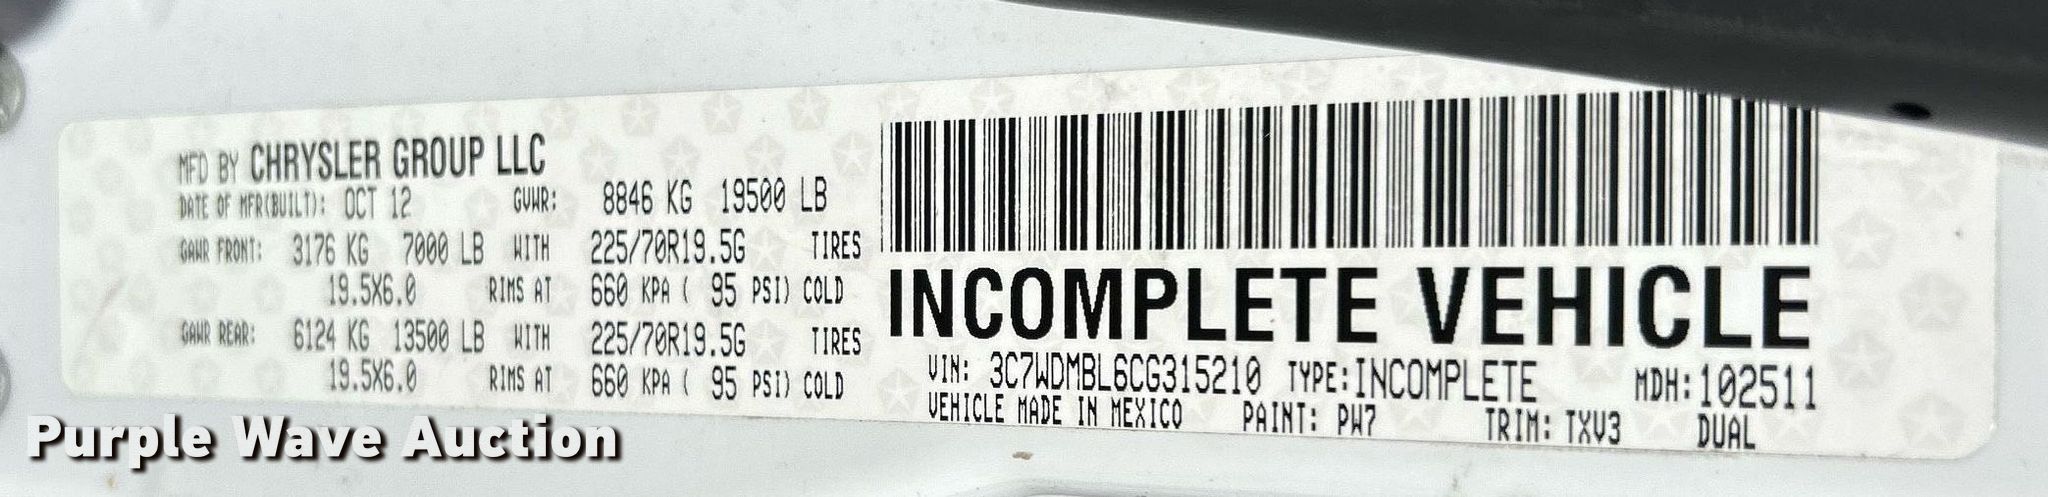 MFD BY CHRYSLER GROUP LLC
DATE OF MFR(BUILT): OCT 12 GVWR: 8846 KG 19500 LB
GAWR FRONT: 3176 KG 7000 LB WITH 225/70R19.5G TIRES
19.5X6.0 RIMS AT 660 KPA ( 95 PSI) COLD
GAWR REAR: 6124 KG 13500 LB WITH 225/70R19.5G TIRES
19.5X6.0 RIMS AT 660 KPA ( 95 PSI) COLD
INCOMPLETE VEHICLE
VIN: 3C7WDMBL6CG315210 TYPE:INCOMPLETE MDH:102511
VEHICLE MADE IN MEXICO PAINT: PW7 TRIM: TXV3 DUAL
Purple Wave Auction